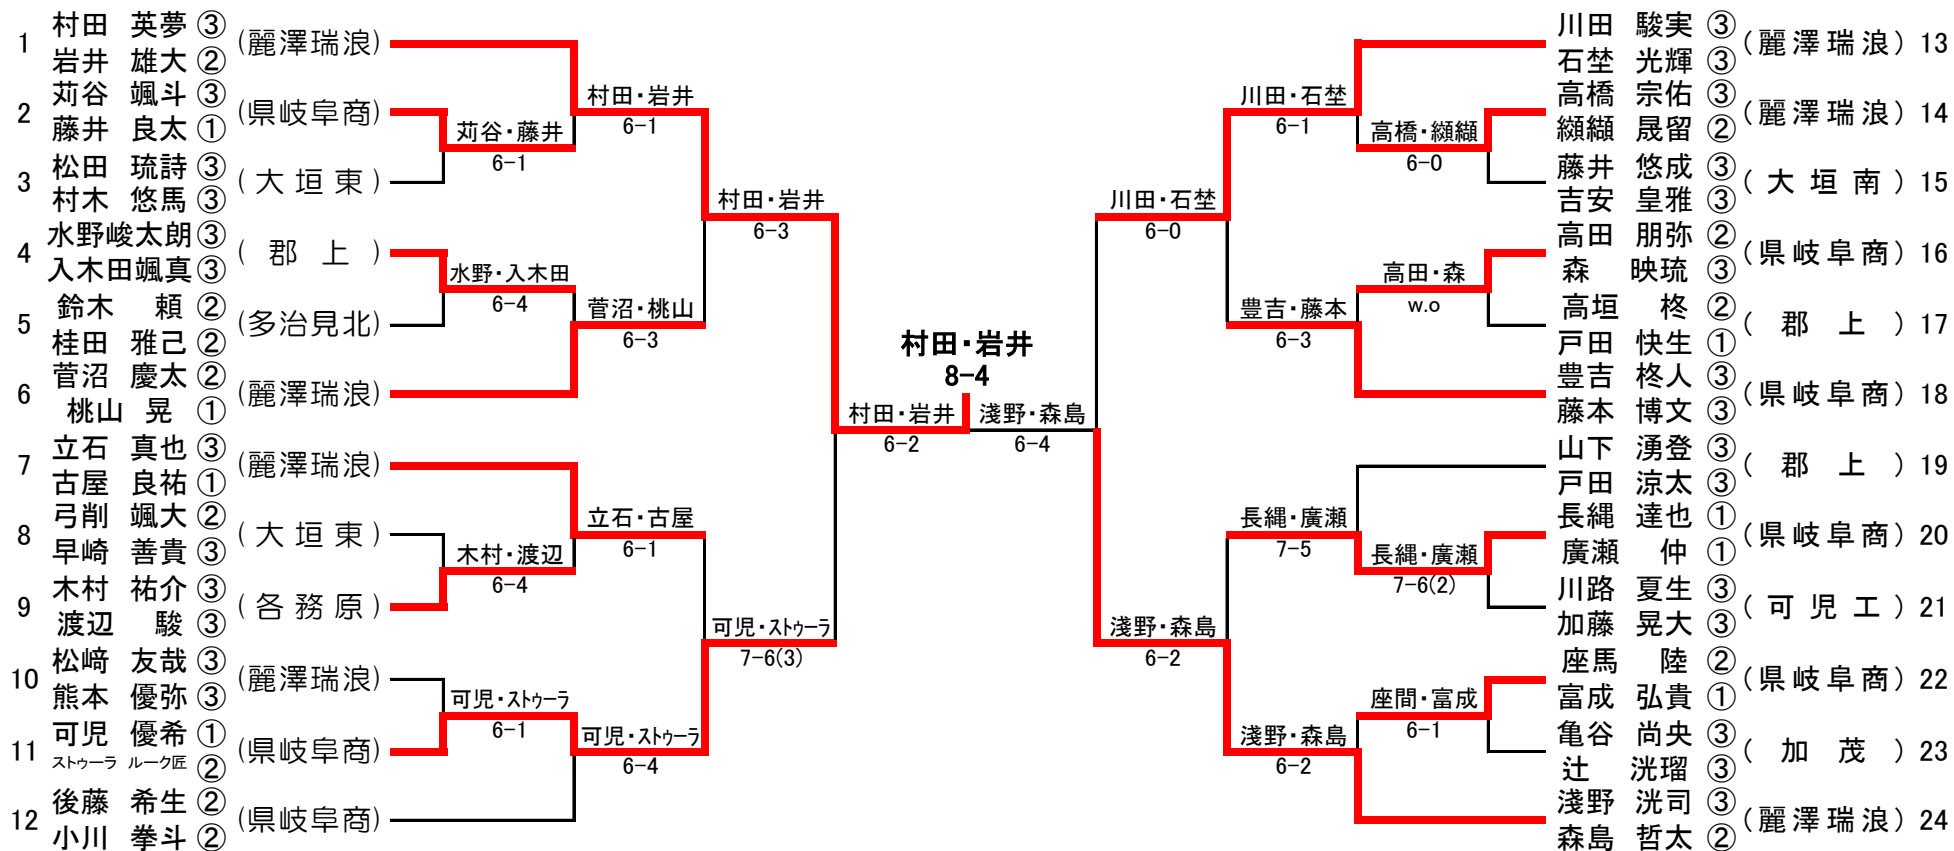 1 村田 英夢 ③ (麗澤瑞浪)
岩井 雄大 ②
2 苅谷 颯斗 ③ (県岐阜商)
藤井 良太 ①
3 松田 琉詩 ③ (大垣東)
村木 悠馬 ③
4 水野峻太朗 ③ (郡上)
入木田颯真 ③
5 鈴木 頼 ② (多治見北)
桂田 雅己 ②
6 菅沼 慶太 ② (麗澤瑞浪)
桃山 晃 ①
7 立石 真也 ③ (麗澤瑞浪)
古屋 良祐 ①
8 弓削 颯大 ② (大垣東)
早崎 善貴 ③
9 木村 祐介 ③ (各務原)
渡辺 駿 ③
10 松﨑 友哉 ③ (麗澤瑞浪)
熊本 優弥 ③
11 可児 優希 ① (県岐阜商)
ストゥーラ ルーク匠 ②
12 後藤 希生 ② (県岐阜商)
小川 拳斗 ②
苅谷・藤井
6-1
水野・入木田
6-4
木村・渡辺
6-4
可児・ストゥーラ
6-1
村田・岩井
6-1
菅沼・桃山
6-3
立石・古屋
6-1
可児・ストゥーラ
6-4
村田・岩井
6-3
可児・ストゥーラ
7-6(3)
村田・岩井
6-2
村田・岩井
8-4
淺野・森島
6-4
川田・石埜
6-0
淺野・森島
6-2
川田・石埜
6-1
豊吉・藤本
6-3
長縄・廣瀬
7-5
淺野・森島
6-2
高橋・纐纈
6-0
高田・森
w.o
長縄・廣瀬
7-6(2)
座間・富成
6-1
川田 駿実 ③ (麗澤瑞浪) 13
石埜 光輝 ③
高橋 宗佑 ③ (麗澤瑞浪) 14
纐纈 晟留 ②
藤井 悠成 ③ (大垣南) 15
吉安 皇雅 ③
高田 朋弥 ② (県岐阜商) 16
森 映琉 ③
高垣 柊 ② (郡上) 17
戸田 快生 ①
豊吉 柊人 ③ (県岐阜商) 18
藤本 博文 ③
山下 湧登 ③ (郡上) 19
戸田 涼太 ③
長縄 達也 ① (県岐阜商) 20
廣瀬 仲 ①
川路 夏生 ③ (可児工) 21
加藤 晃大 ③
座馬 陸 ② (県岐阜商) 22
富成 弘貴 ①
亀谷 尚央 ③ (加茂) 23
辻 洸瑠 ③
淺野 洸司 ③ (麗澤瑞浪) 24
森島 哲太 ②